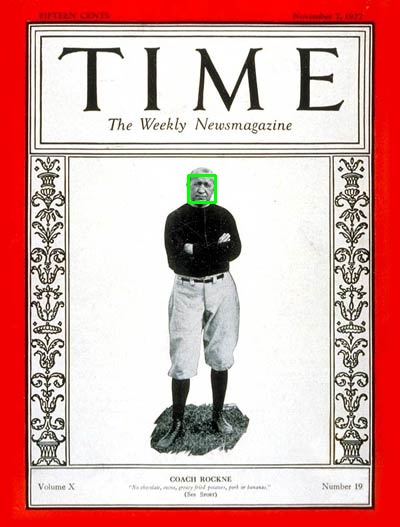 FIFTEEN CENTS
November 7, 1927
TIME
The Weekly Newsmagazine
COACH ROCKNE
"No chocolate, cocoa, greasy fried potatoes, pork or bananas."
(See SPORT)
Volume X
Number 19